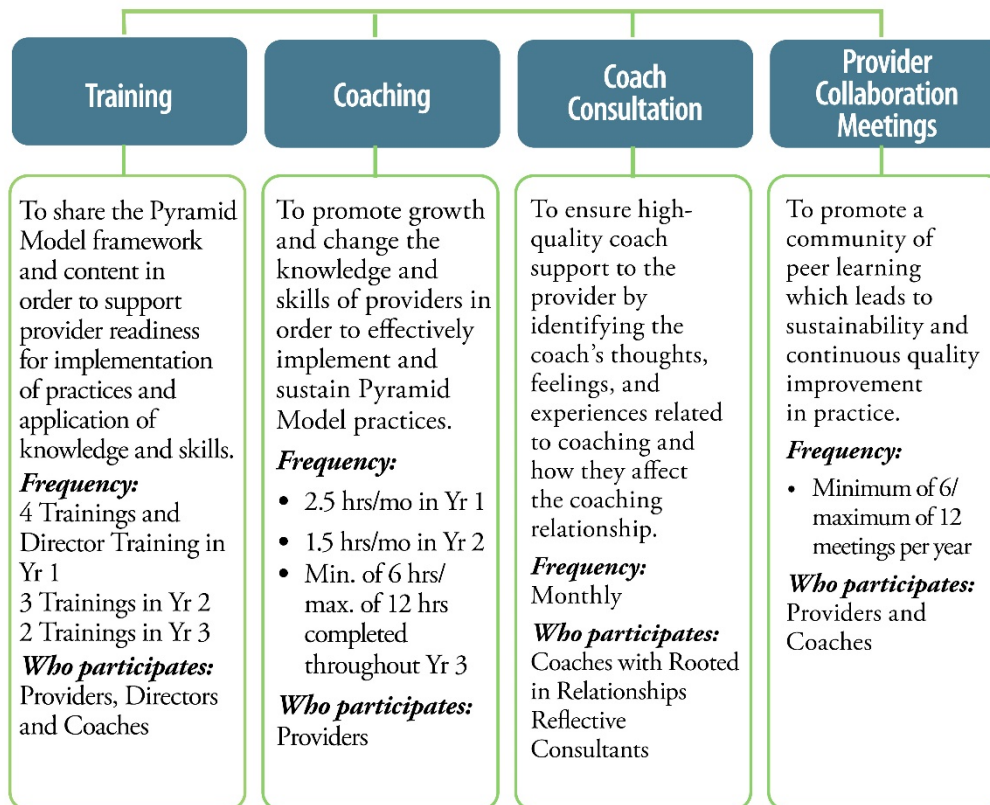 Training
To share the Pyramid
Model framework
and content in
order to support
provider readiness
for implementation
of practices and
application of
knowledge and skills.
Frequency:
4 Trainings and
Director Training in
Yr 1
3 Trainings in Yr 2
2 Trainings in Yr 3
Who participates:
Providers, Directors
and Coaches
Coaching
To promote growth
and change the
knowledge and
skills of providers in
order to effectively
implement and
sustain Pyramid
Model practices.
Frequency:
• 2.5 hrs/mo in Yr 1
• 1.5 hrs/mo in Yr 2
• Min. of 6 hrs/
max. of 12 hrs
completed
throughout Yr 3
Who participates:
Providers
Coach
Consultation
To ensure high-
quality coach
support to the
provider by
identifying the
coach’s thoughts,
feelings, and
experiences related
to coaching and
how they affect
the coaching
relationship.
Frequency:
Monthly
Who participates:
Coaches with Rooted
in Relationships
Reflective
Consultants
Provider
Collaboration
Meetings
To promote a
community of
peer learning
which leads to
sustainability and
continuous quality
improvement
in practice.
Frequency:
• Minimum of 6/
maximum of 12
meetings per year
Who participates:
Providers and
Coaches